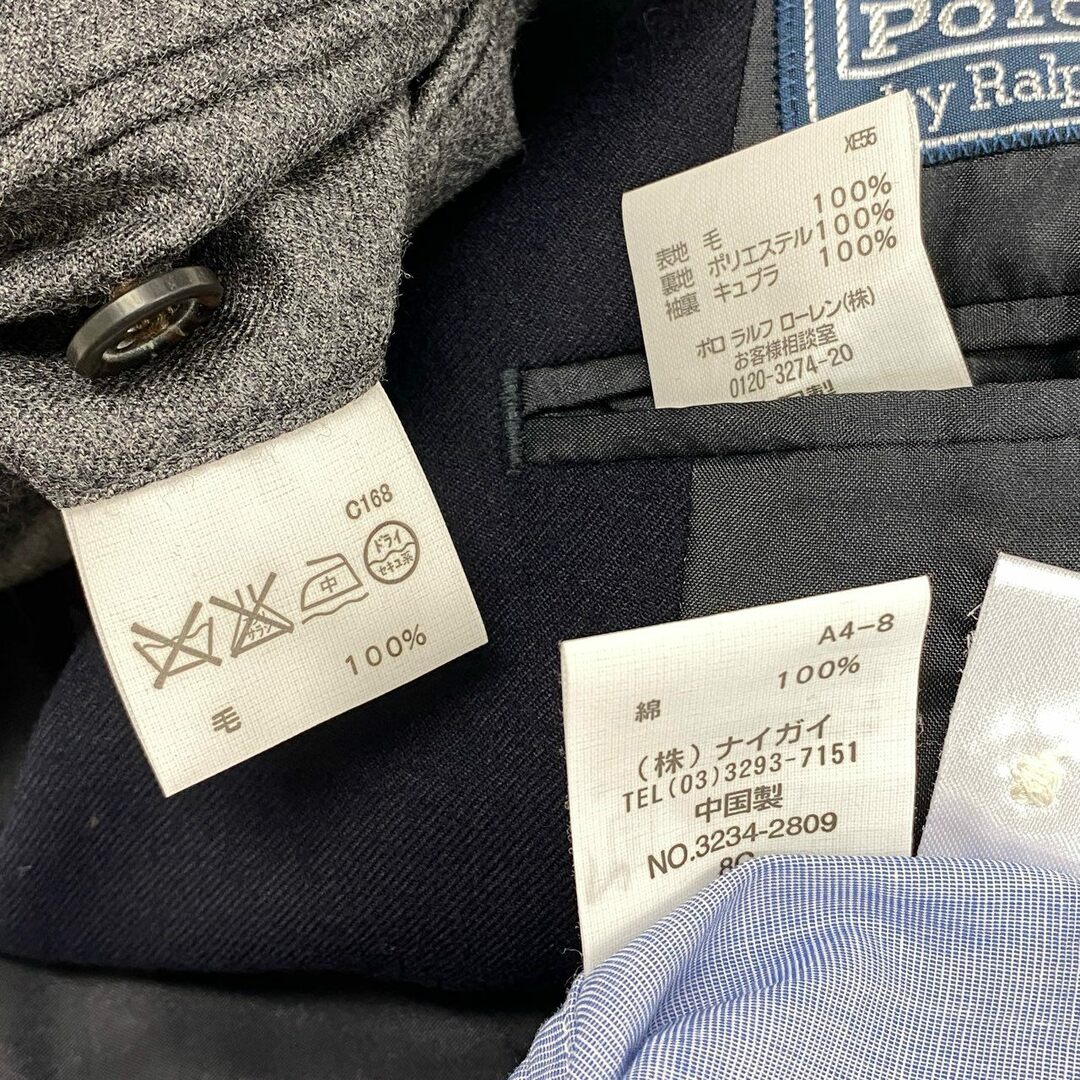 Polo
by Ralp
XE55
表地 毛 100%
裏地 ポリエステル 100%
袖裏 キュプラ 100%
ポロ ラルフ ローレン(株)
お客様相談室
0120-3274-20
C168
ドライ
セキユ系
中
毛 100%
A4-8
綿 100%
(株)ナイガイ
TEL(03)3293-7151
中国製
NO.3234-2809